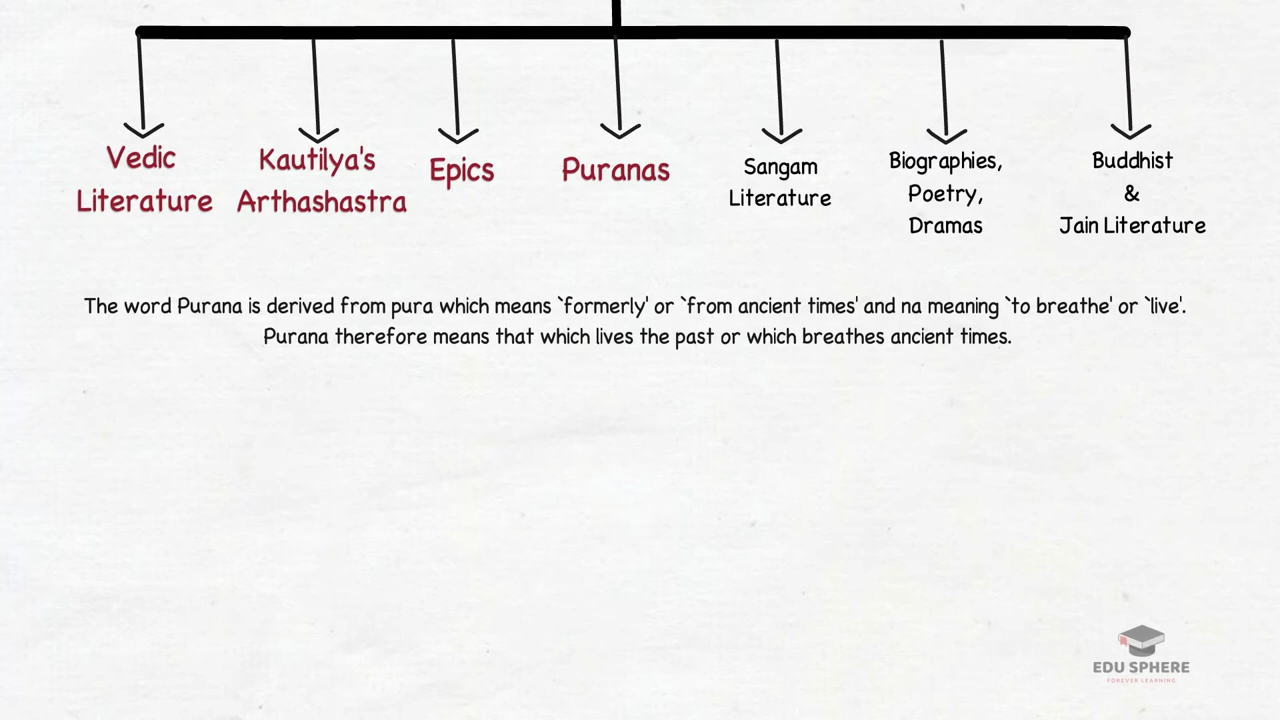 Vedic
Literature
Kautilya's
Arthashastra
Epics
Puranas
Sangam
Literature
Biographies,
Poetry,
Dramas
Buddhist
&
Jain Literature
The word Purana is derived from pura which means `formerly' or `from ancient times' and na meaning `to breathe' or `live'.
Purana therefore means that which lives the past or which breathes ancient times.
EDU SPHERE
FOREVER LEARNING